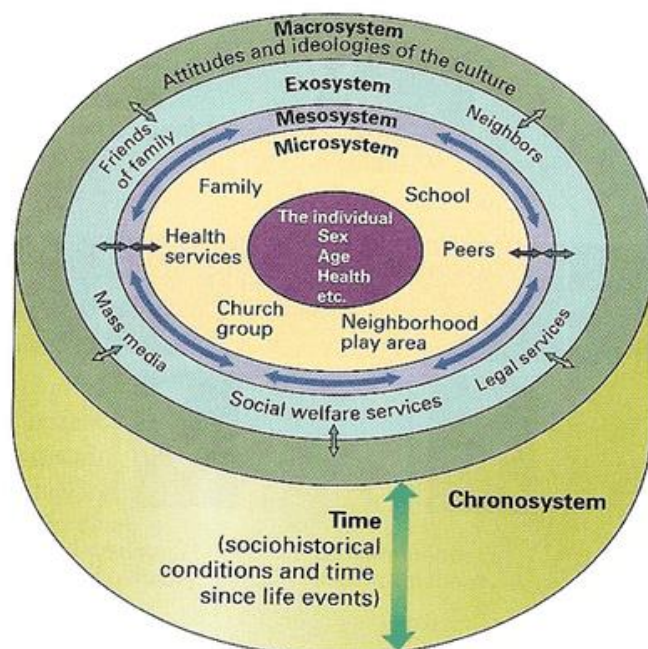 Macrosystem
Attitudes and ideologies of the culture
Exosystem
Mesosystem
Microsystem
Friends
of family
Neighbors
Family
School
The individual
Sex
Age
Health
etc.
Health
services
Peers
Church
group
Neighborhood
play area
Mass media
Social welfare services
Legal services
Chronosystem
Time
(sociohistorical
conditions and time
since life events)